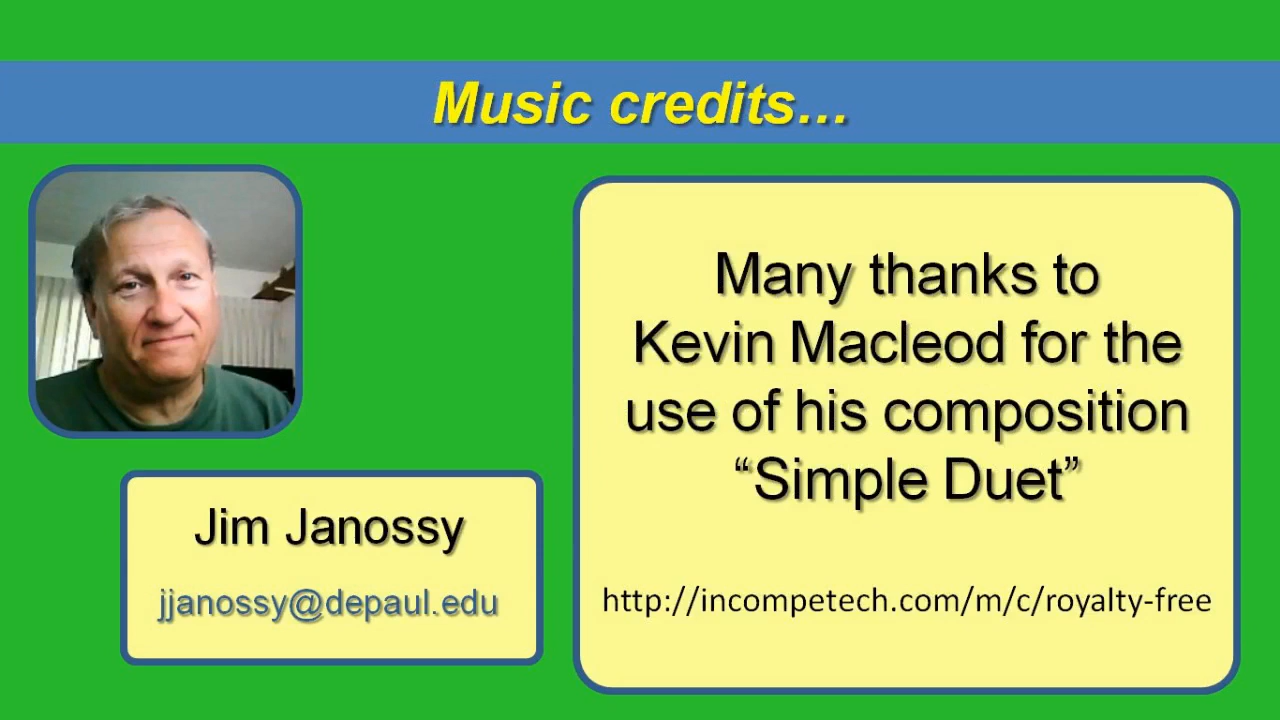 Music credits…
Jim Janossy
jjanossy@depaul.edu
Many thanks to
Kevin Macleod for the
use of his composition
“Simple Duet”
http://incompetech.com/m/c/royalty-free